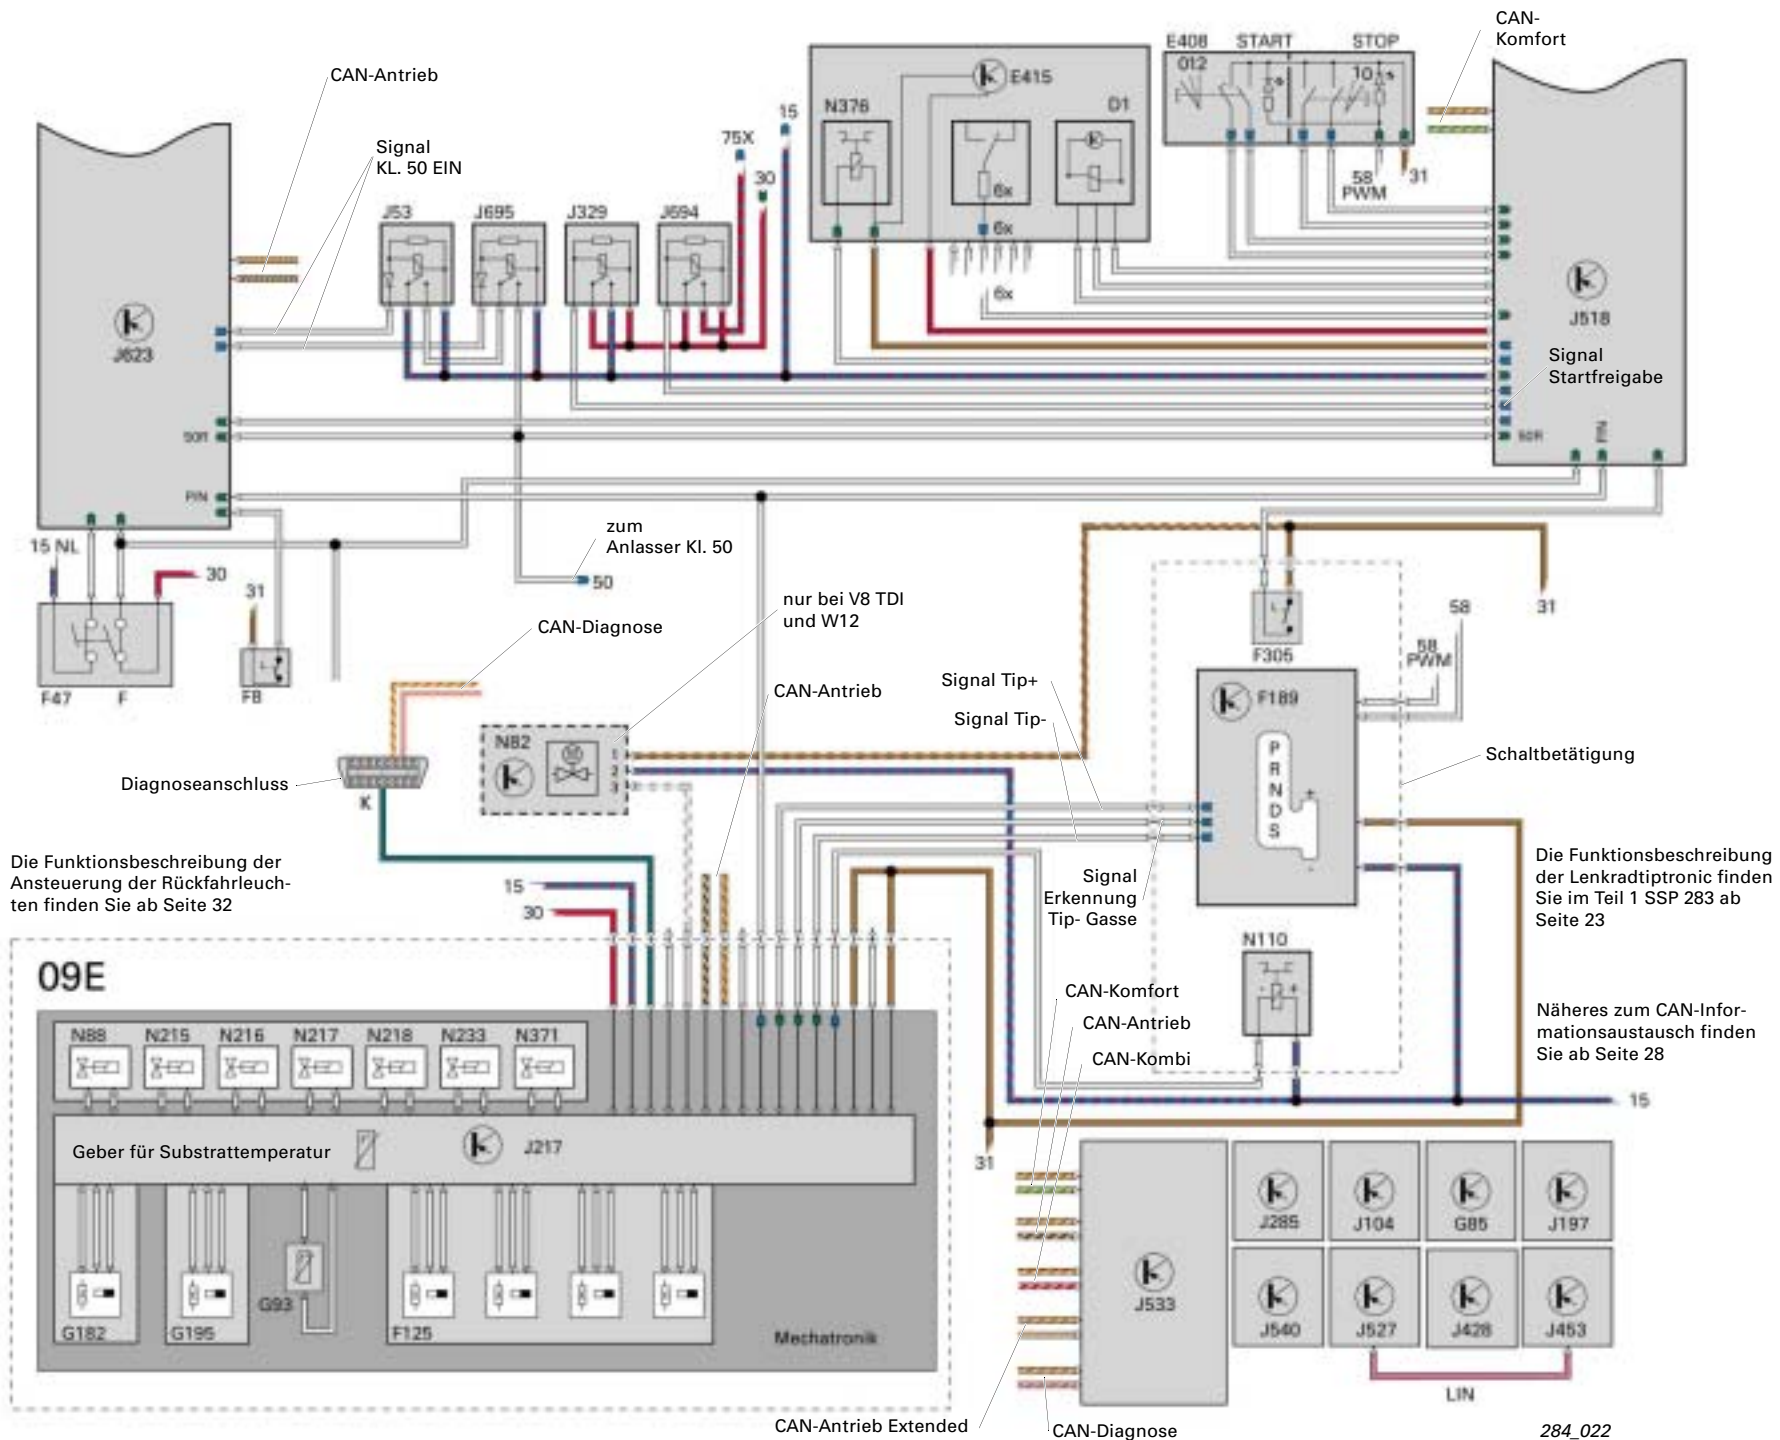 CAN-
Komfort
E408 START STOP
012
10
CAN-Antrieb
E415
N376
D1
15
75X
30
6x
6x
6x
58
PWM
31
Signal
KL. 50 EIN
J53
J695
J329
J694
J623
J518
Signal
Startfreigabe
50R
50R
P/N
P/N
15 NL
30
31
zum
Anlasser Kl. 50
50
nur bei V8 TDI
und W12
CAN-Diagnose
F47
F
F8
31
58
58
PWM
F305
CAN-Antrieb
Signal Tip+
Signal Tip-
F189
P
R
N
D
S
+
-
Schaltbetätigung
N82
1
2
3
Diagnoseanschluss
K
Die Funktionsbeschreibung der
Ansteuerung der Rückfahrleuch-
ten finden Sie ab Seite 32
15
30
Signal
Erkennung
Tip- Gasse
Die Funktionsbeschreibung
der Lenkradtiptronic finden
Sie im Teil 1 SSP 283 ab
Seite 23
N110
- +
09E
CAN-Komfort
CAN-Antrieb
CAN-Kombi
Näheres zum CAN-Infor-
mationsaustausch finden
Sie ab Seite 28
N88
N215
N216
N217
N218
N233
N371
15
Geber für Substrattemperatur
J217
31
J285
J104
G85
J197
J533
J540
J527
J428
J453
G182
G195
G93
F125
Mechatronik
LIN
CAN-Antrieb Extended
CAN-Diagnose
284_022